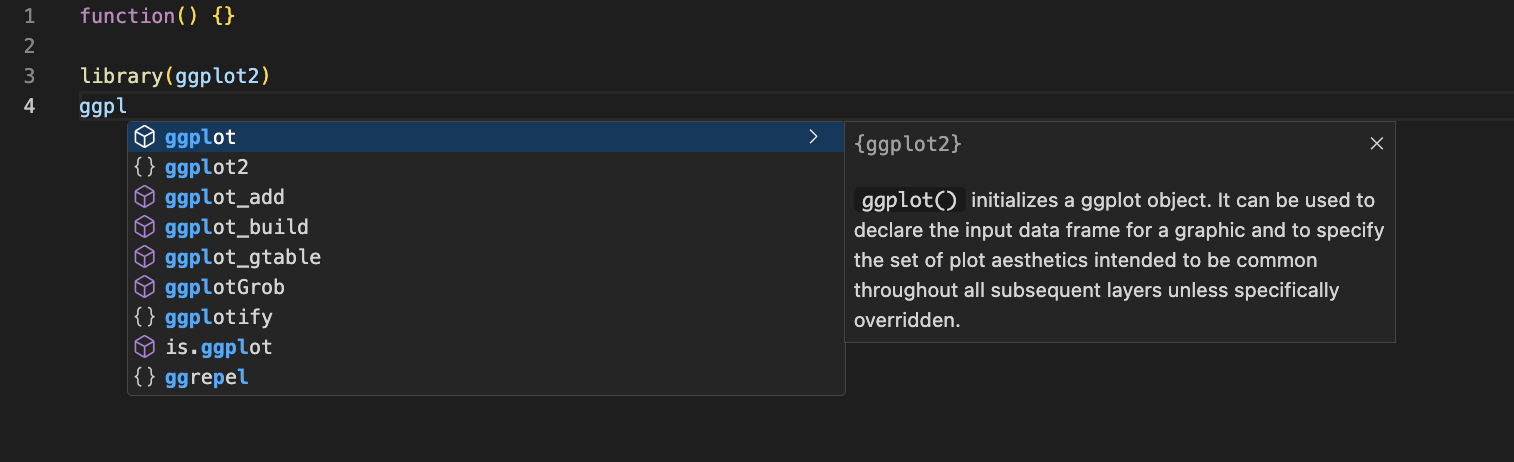 1 function() {}
2
3 library(ggplot2)
4 ggpl
ggplot
{} ggplot2
ggplot_add
ggplot_build
ggplot_gtable
ggplotGrob
{} ggplotify
is.ggplot
{} ggrepel
{ggplot2}
ggplot() initializes a ggplot object. It can be used to
declare the input data frame for a graphic and to specify
the set of plot aesthetics intended to be common
throughout all subsequent layers unless specifically
overridden.